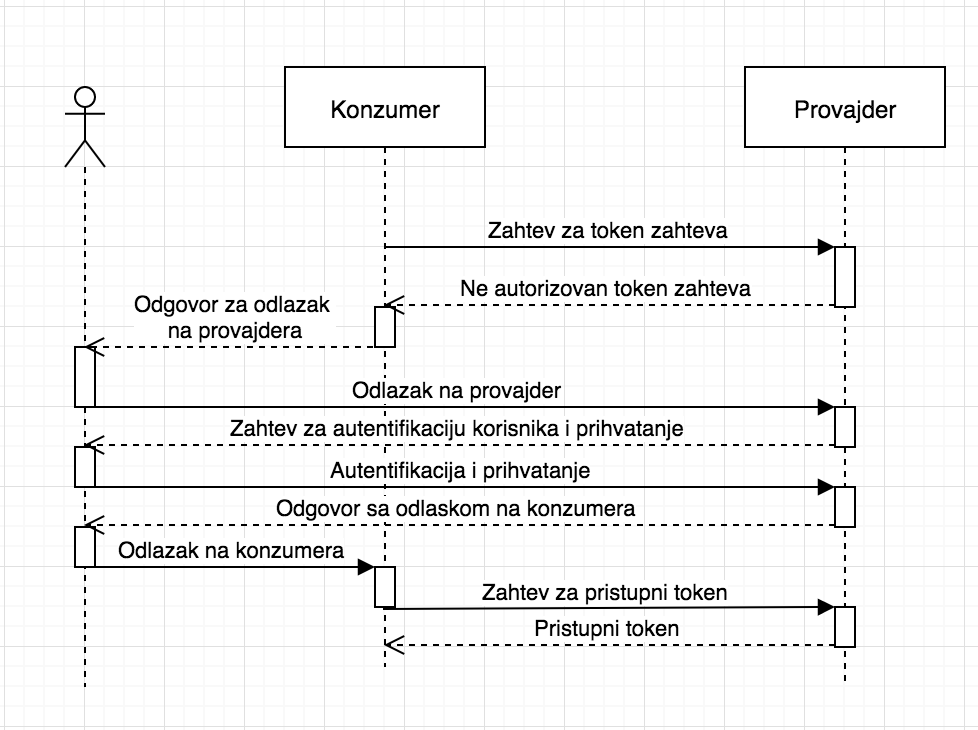 Konzumer
Provajder
Zahtev za token zahteva
Ne autorizovan token zahteva
Odgovor za odlazak
na provajdera
Odlazak na provajder
Zahtev za autentifikaciju korisnika i prihvatanje
Autentifikacija i prihvatanje
Odgovor sa odlaskom na konzumera
Odlazak na konzumera
Zahtev za pristupni token
Pristupni token